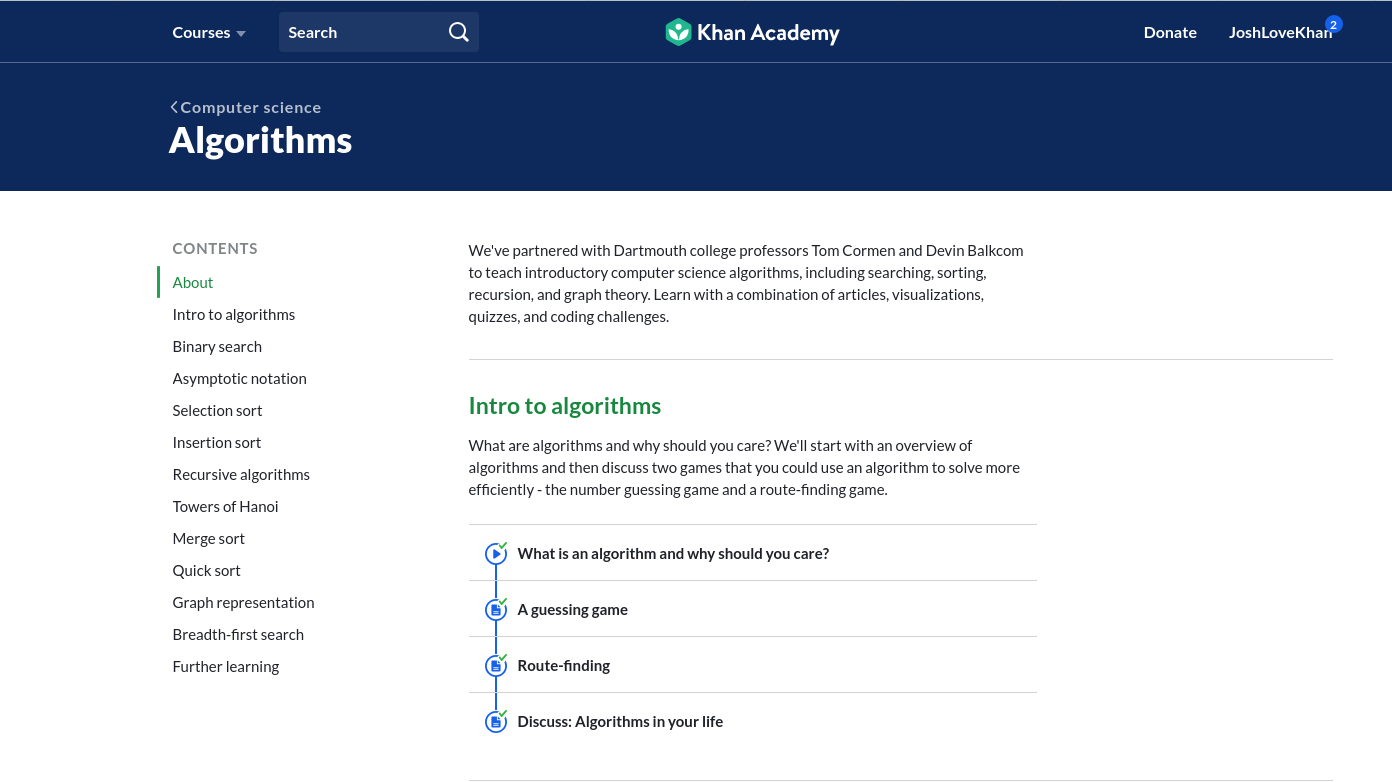 Courses
Search
Khan Academy
Donate
JoshLoveKhan
2
Computer science
Algorithms
CONTENTS
About
Intro to algorithms
Binary search
Asymptotic notation
Selection sort
Insertion sort
Recursive algorithms
Towers of Hanoi
Merge sort
Quick sort
Graph representation
Breadth-first search
Further learning
We've partnered with Dartmouth college professors Tom Cormen and Devin Balkcom
to teach introductory computer science algorithms, including searching, sorting,
recursion, and graph theory. Learn with a combination of articles, visualizations,
quizzes, and coding challenges.
Intro to algorithms
What are algorithms and why should you care? We'll start with an overview of
algorithms and then discuss two games that you could use an algorithm to solve more
efficiently - the number guessing game and a route-finding game.
What is an algorithm and why should you care?
A guessing game
Route-finding
Discuss: Algorithms in your life